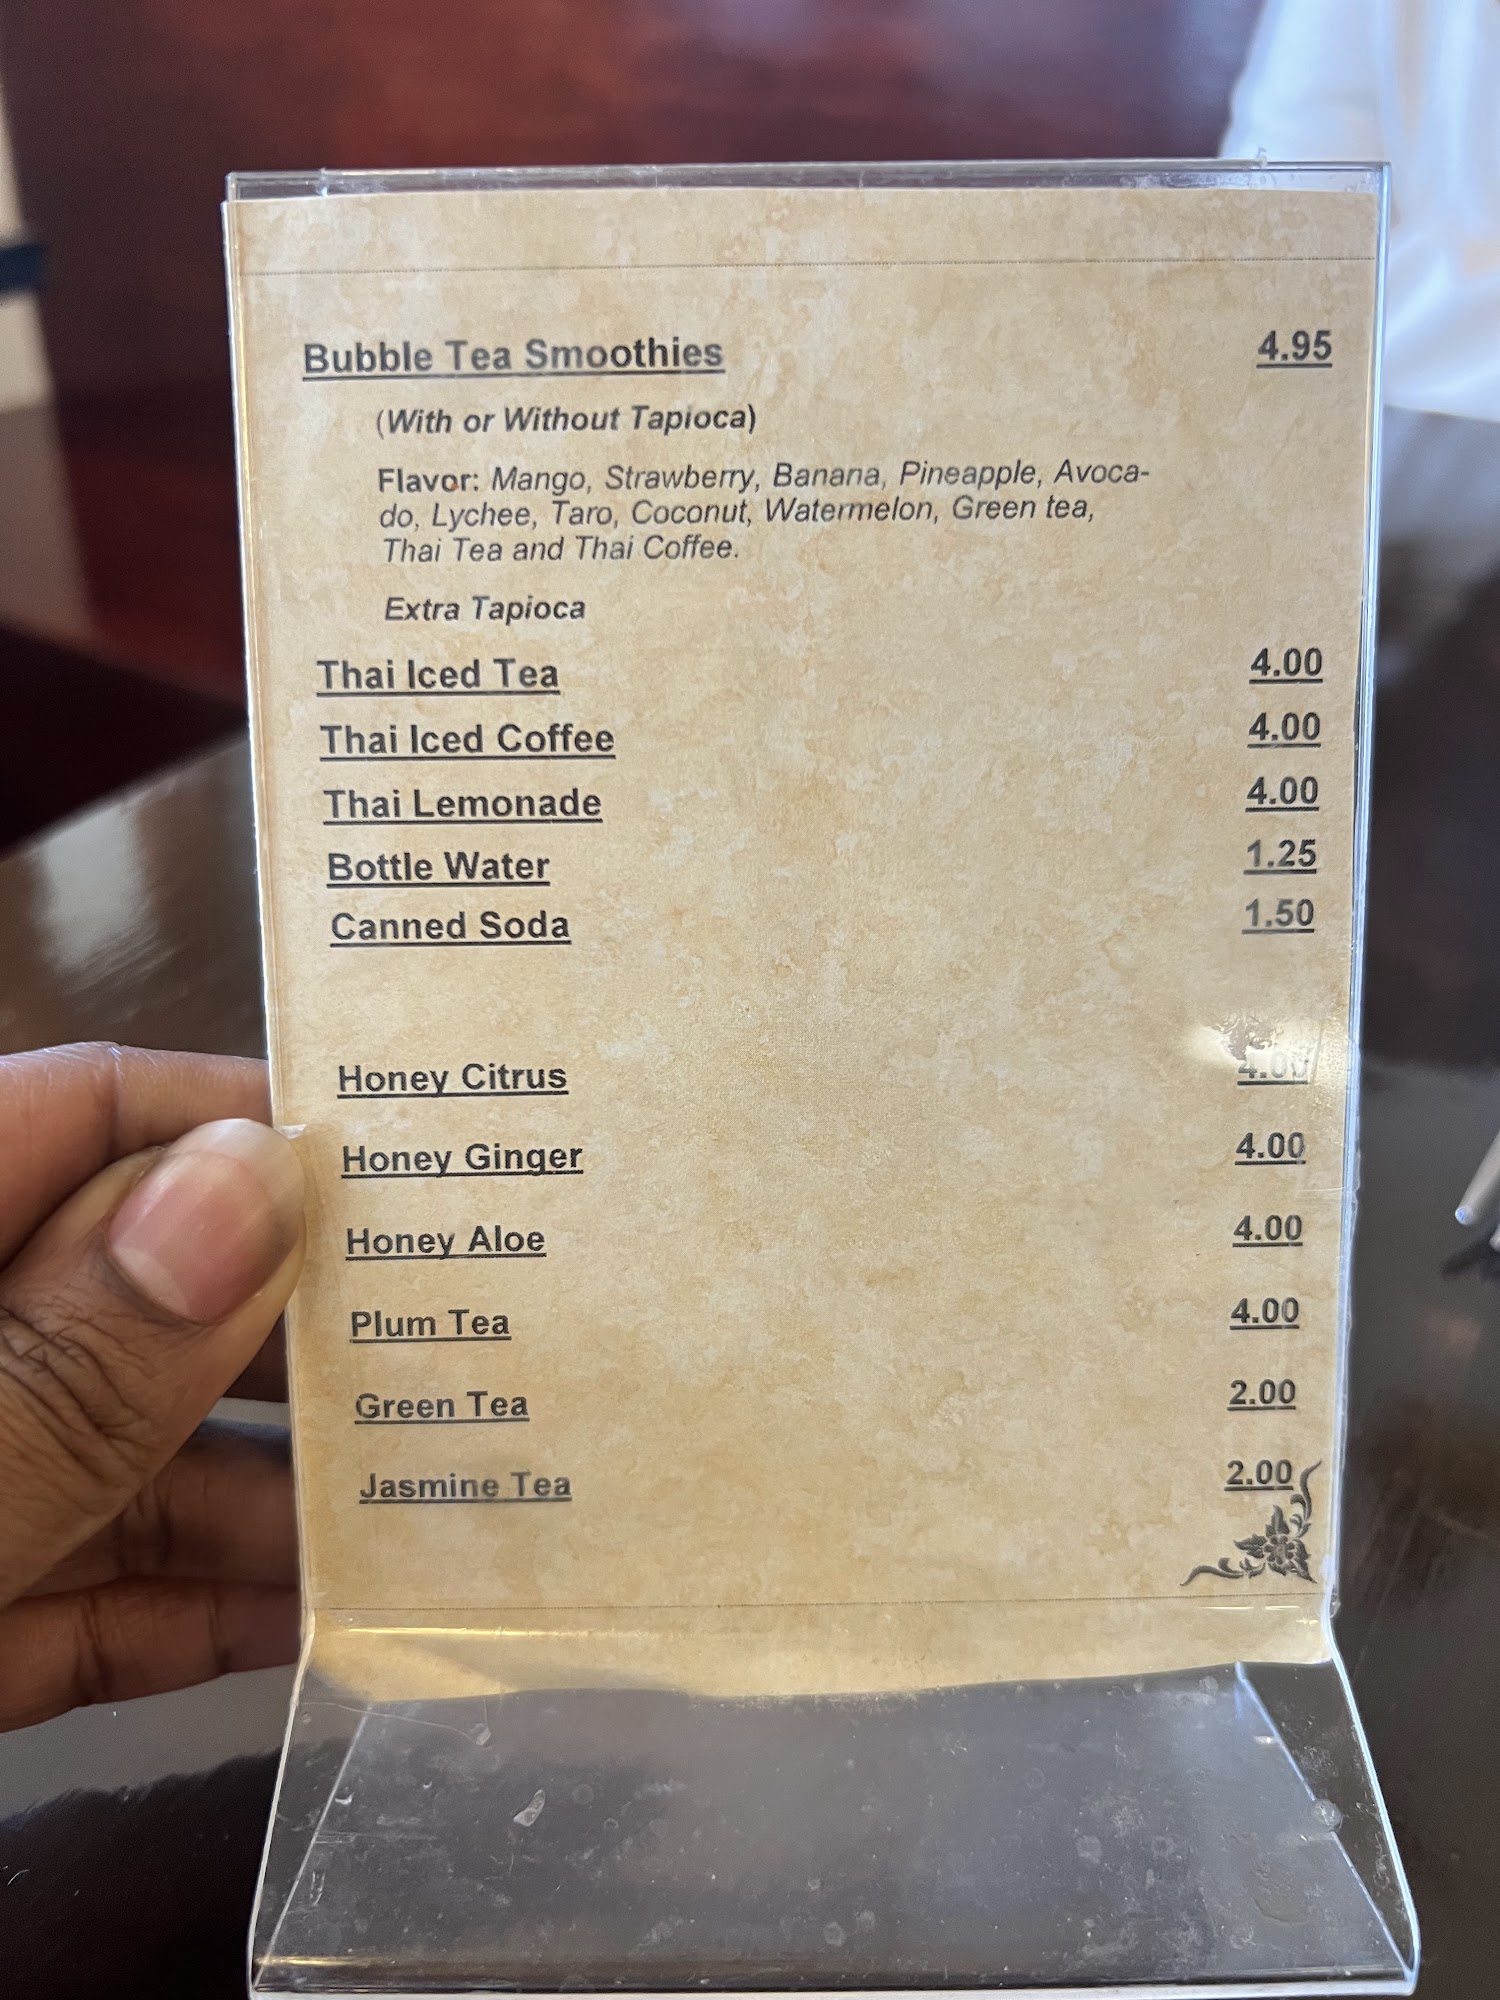 Bubble Tea Smoothies 4.95
(With or Without Tapioca)
Flavor: Mango, Strawberry, Banana, Pineapple, Avoca-
do, Lychee, Taro, Coconut, Watermelon, Green tea,
Thai Tea and Thai Coffee.
Extra Tapioca
Thai Iced Tea 4.00
Thai Iced Coffee 4.00
Thai Lemonade 4.00
Bottle Water 1.25
Canned Soda 1.50
Honey Citrus 4.00
Honey Ginger 4.00
Honey Aloe 4.00
Plum Tea 4.00
Green Tea 2.00
Jasmine Tea 2.00